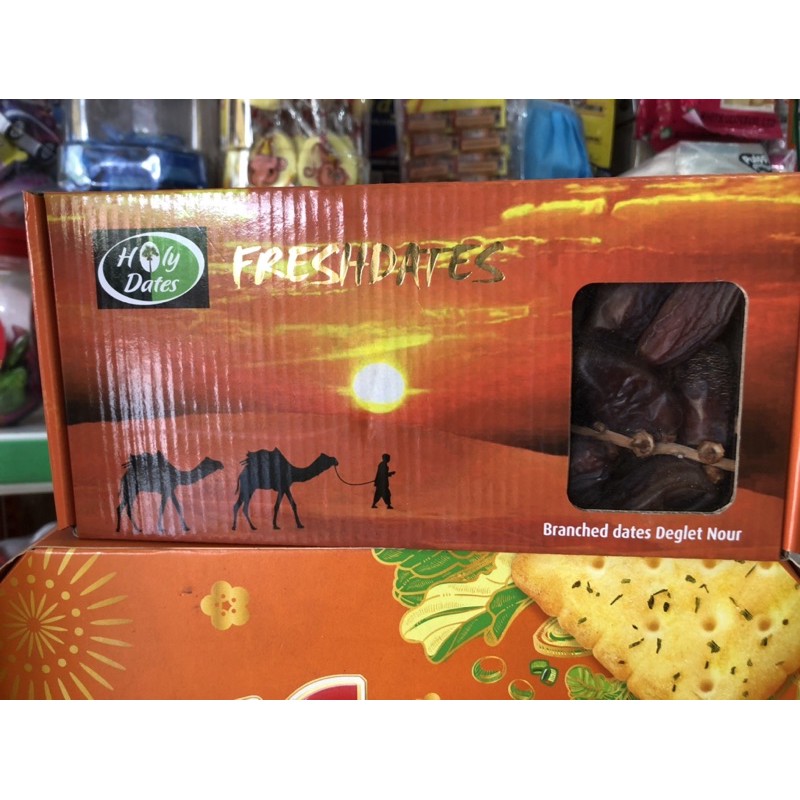 Holy
Dates
FRESHDATES
Branched dates Deglet Nour